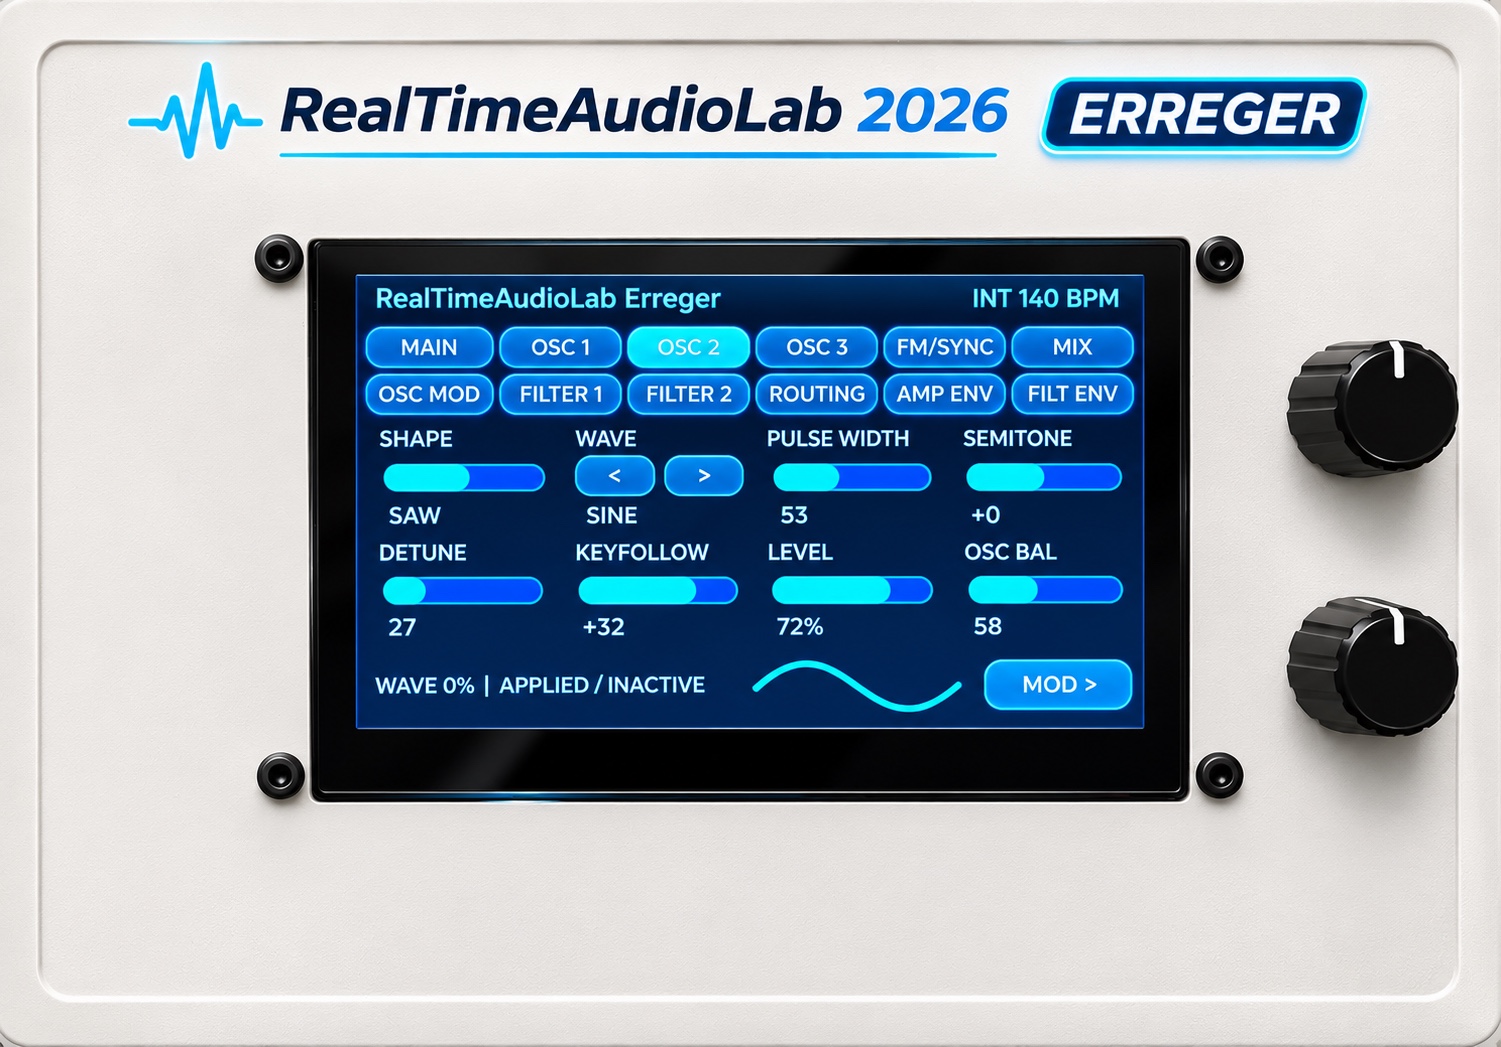 RealTimeAudioLab 2026 ERREGER
RealTimeAudioLab Erreger INT 140 BPM
MAIN OSC 1 OSC 2 OSC 3 FM/SYNC MIX
OSC MOD FILTER 1 FILTER 2 ROUTING AMP ENV FILT ENV
SHAPE WAVE PULSE WIDTH SEMITONE
< >
SAW SINE 53 +0
DETUNE KEYFOLLOW LEVEL OSC BAL
27 +32 72% 58
WAVE 0% | APPLIED / INACTIVE MOD >